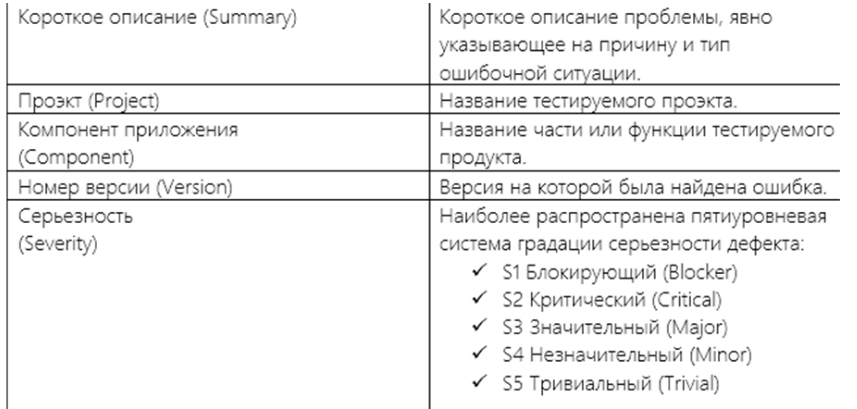 Короткое описание (Summary)
Короткое описание проблемы, явно
указывающее на причину и тип
ошибочной ситуации.
Проэкт (Project)
Название тестируемого проэкта.
Компонент приложения
(Component)
Название части или функции тестируемого
продукта.
Номер версии (Version)
Версия на которой была найдена ошибка.
Серьезность
(Severity)
Наиболее распространена пятиуровневая
система градации серьезности дефекта:
✓ S1 Блокирующий (Blocker)
✓ S2 Критический (Critical)
✓ S3 Значительный (Major)
✓ S4 Незначительный (Minor)
✓ S5 Тривиальный (Trivial)